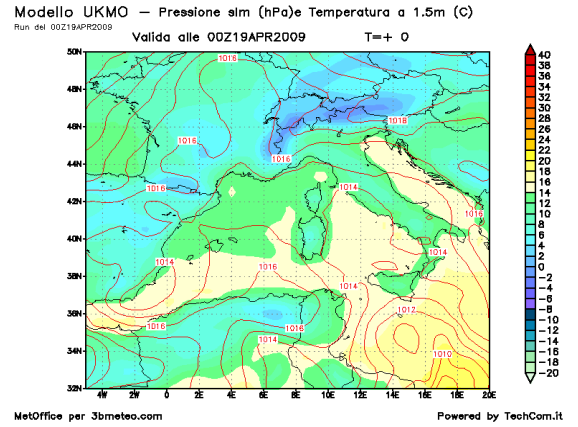 Modello UKMO – Pressione slm (hPa)e Temperatura a 1.5m (C)
Run del 00Z19APR2009
Valida alle 00Z19APR2009 T=+ 0
50N
48N
46N
44N
42N
40N
38N
36N
34N
32N
4W 2W 0 2E 4E 6E 8E 10E 12E 14E 16E 18E 20E
1016
1018
1016
1016
1016
1014
1016
1014
1014
1016
1014
1012
1016
1016
1014
1010
40
38
36
34
32
30
28
26
24
22
20
18
16
14
12
10
8
6
4
2
0
−2
−4
−6
−8
−10
−12
−14
−16
−18
−20
MetOffice per 3bmeteo.com
Powered by TechCom.it